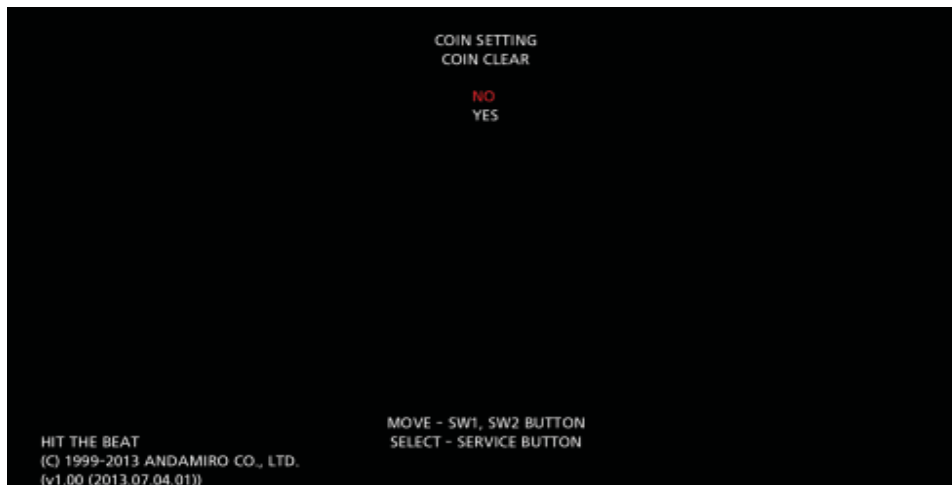 COIN SETTING
COIN CLEAR
NO
YES
MOVE - SW1, SW2 BUTTON
SELECT - SERVICE BUTTON
HIT THE BEAT
(C) 1999-2013 ANDAMIRO CO., LTD.
(v1.00 (2013.07.04.01))